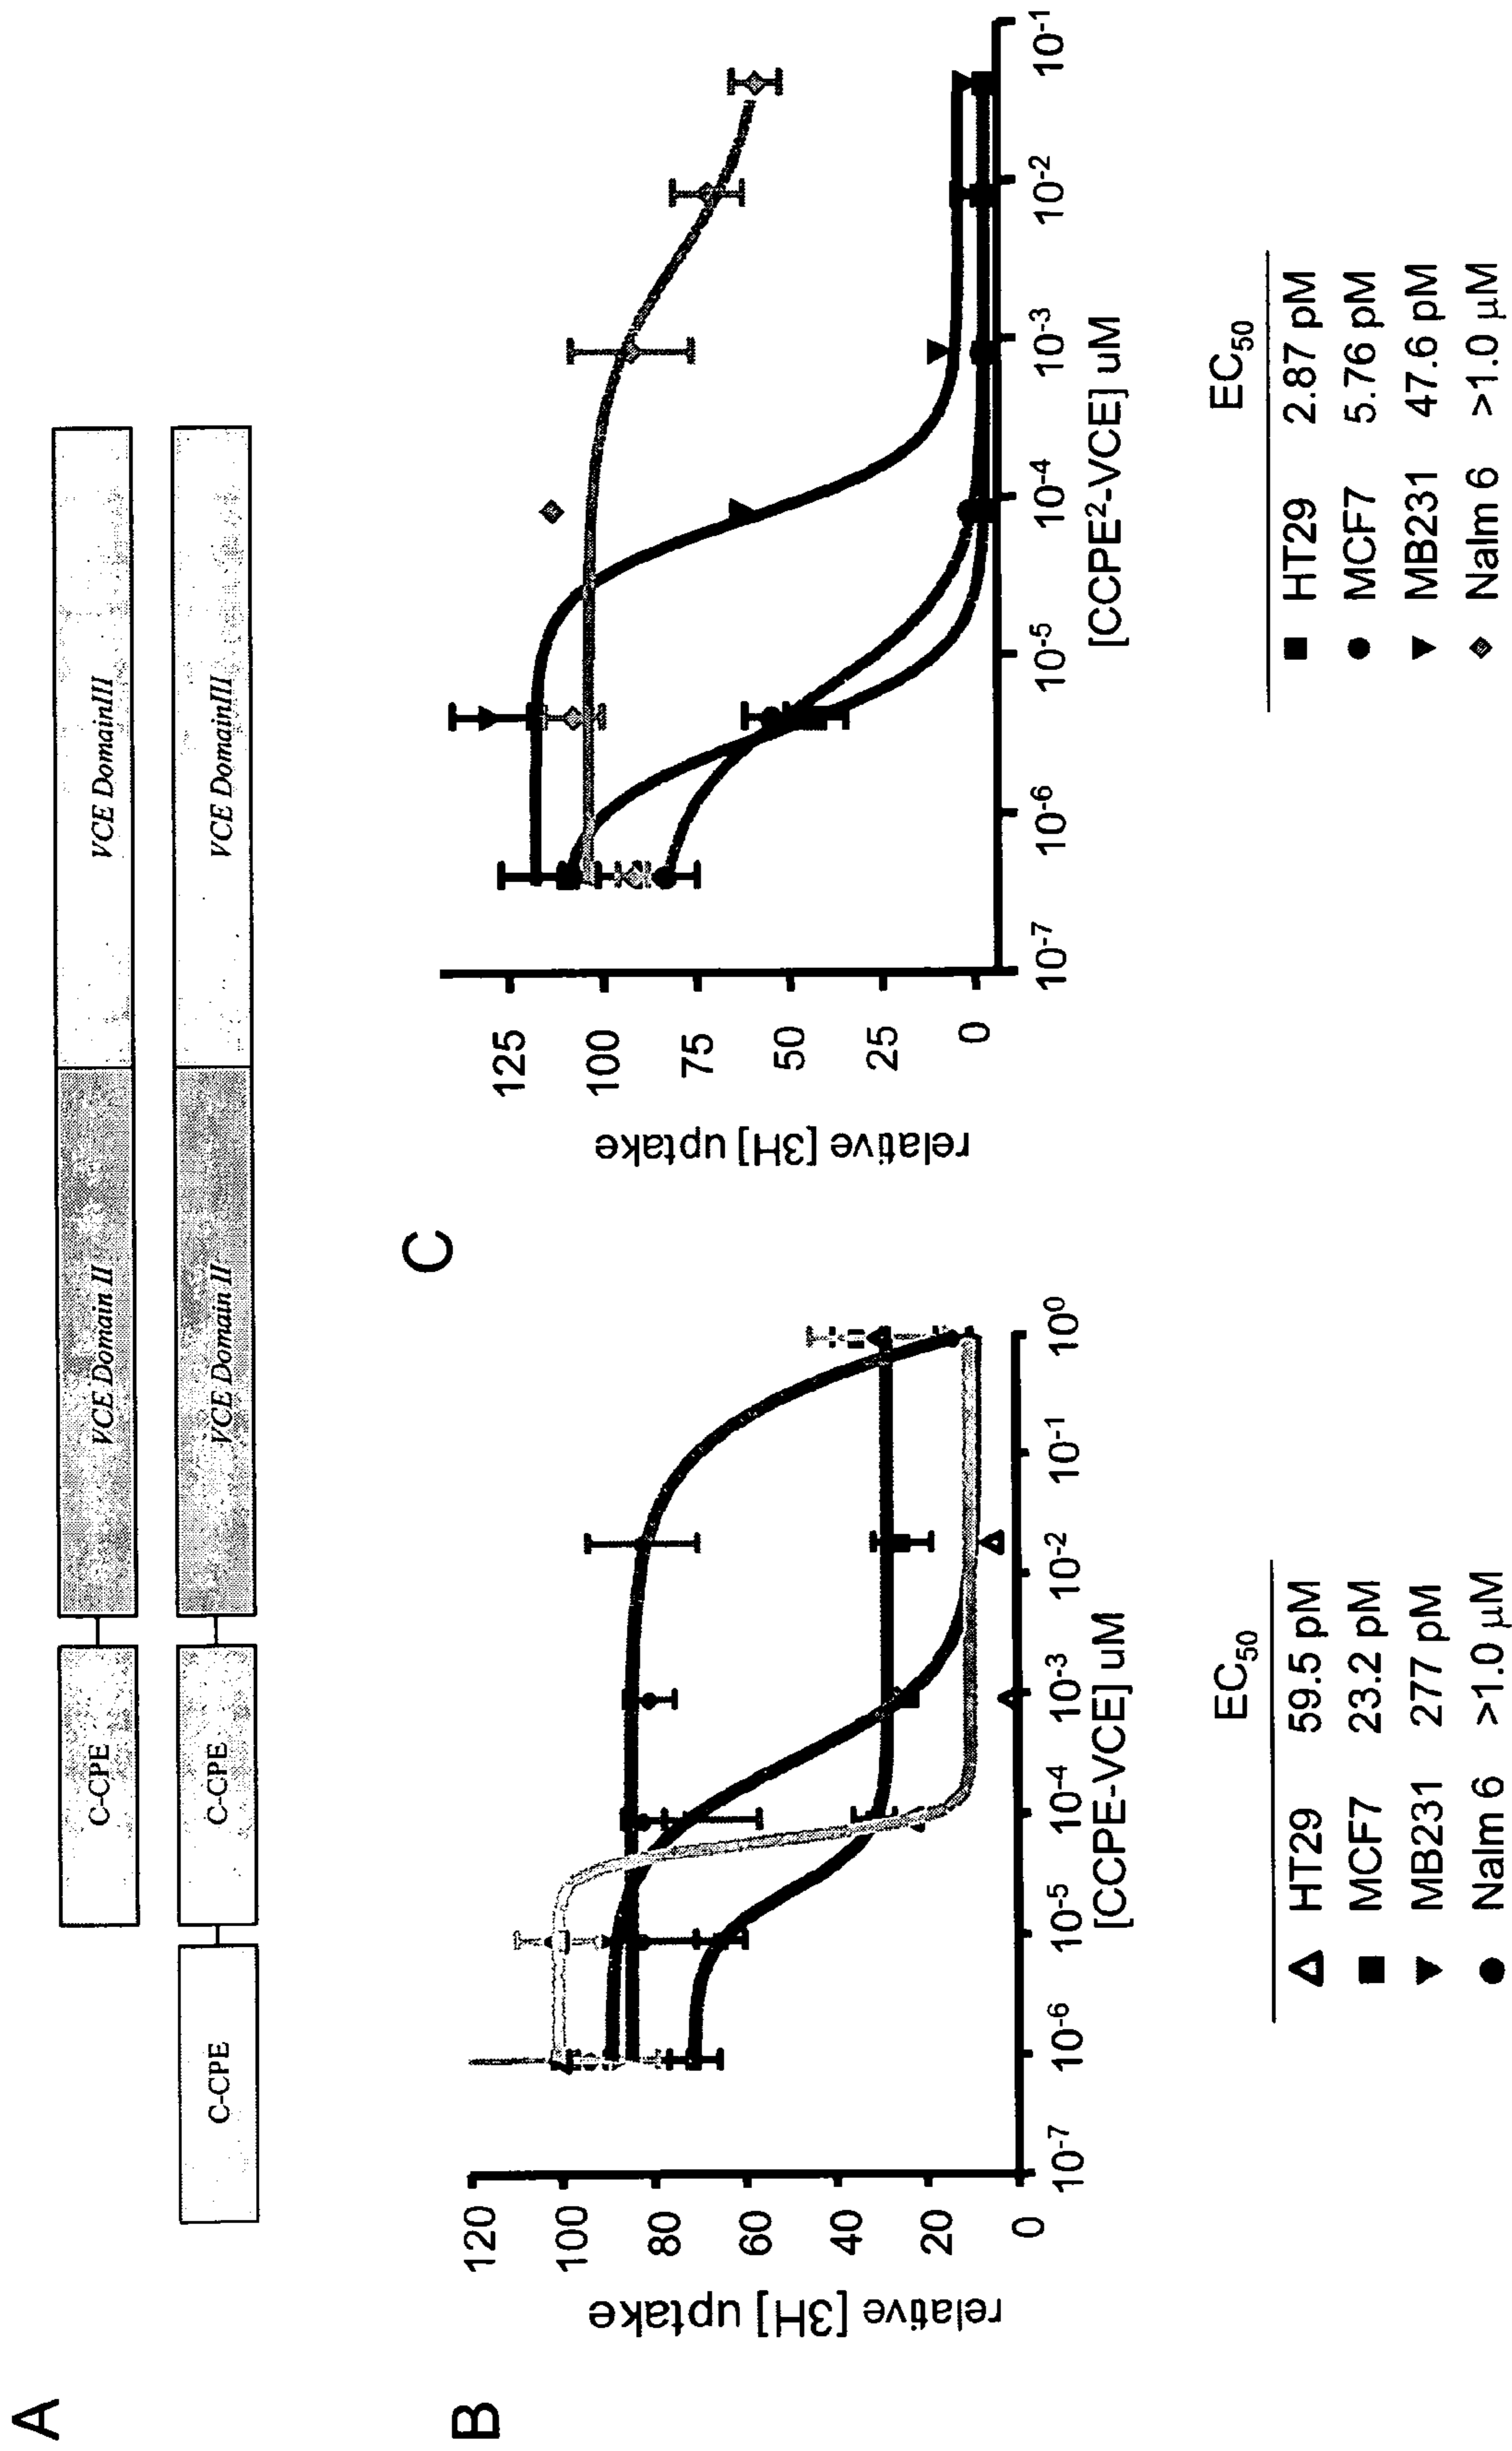 A
C-CPE VCE Domain II VCE DomainIII
C-CPE C-CPE VCE Domain II VCE DomainIII
B
relative [3H] uptake
120
100
80
60
40
20
0
10-7 10-6 10-5 10-4 10-3 10-2 10-1 100
[CCPE-VCE] uM
EC50
HT29 59.5 pM
MCF7 23.2 pM
MB231 277 pM
Nalm 6 >1.0 µM
C
relative [3H] uptake
125
100
75
50
25
0
10-7 10-6 10-5 10-4 10-3 10-2 10-1
[CCPE2-VCE] uM
EC50
HT29 2.87 pM
MCF7 5.76 pM
MB231 47.6 pM
Nalm 6 >1.0 µM